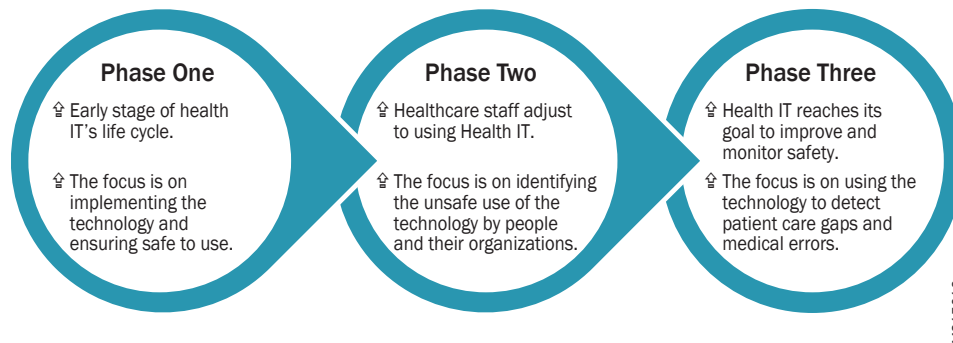 Phase One
⇪ Early stage of health
IT's life cycle.
⇪ The focus is on
implementing the
technology and
ensuring safe to use.
Phase Two
⇪ Healthcare staff adjust
to using Health IT.
⇪ The focus is on identifying
the unsafe use of the
technology by people
and their organizations.
Phase Three
⇪ Health IT reaches its
goal to improve and
monitor safety.
⇪ The focus is on using the
technology to detect
patient care gaps and
medical errors.